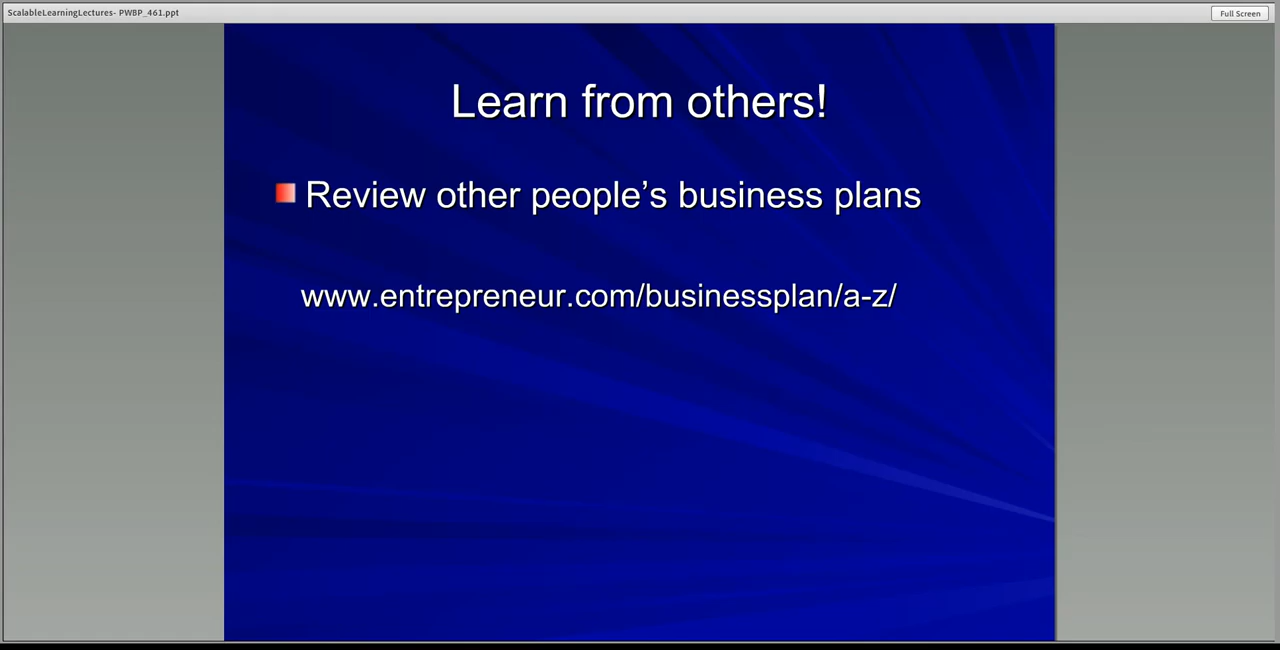 ScalableLearningLectures- PWBP_461.ppt
Full Screen
Learn from others!
Review other people’s business plans
www.entrepreneur.com/businessplan/a-z/